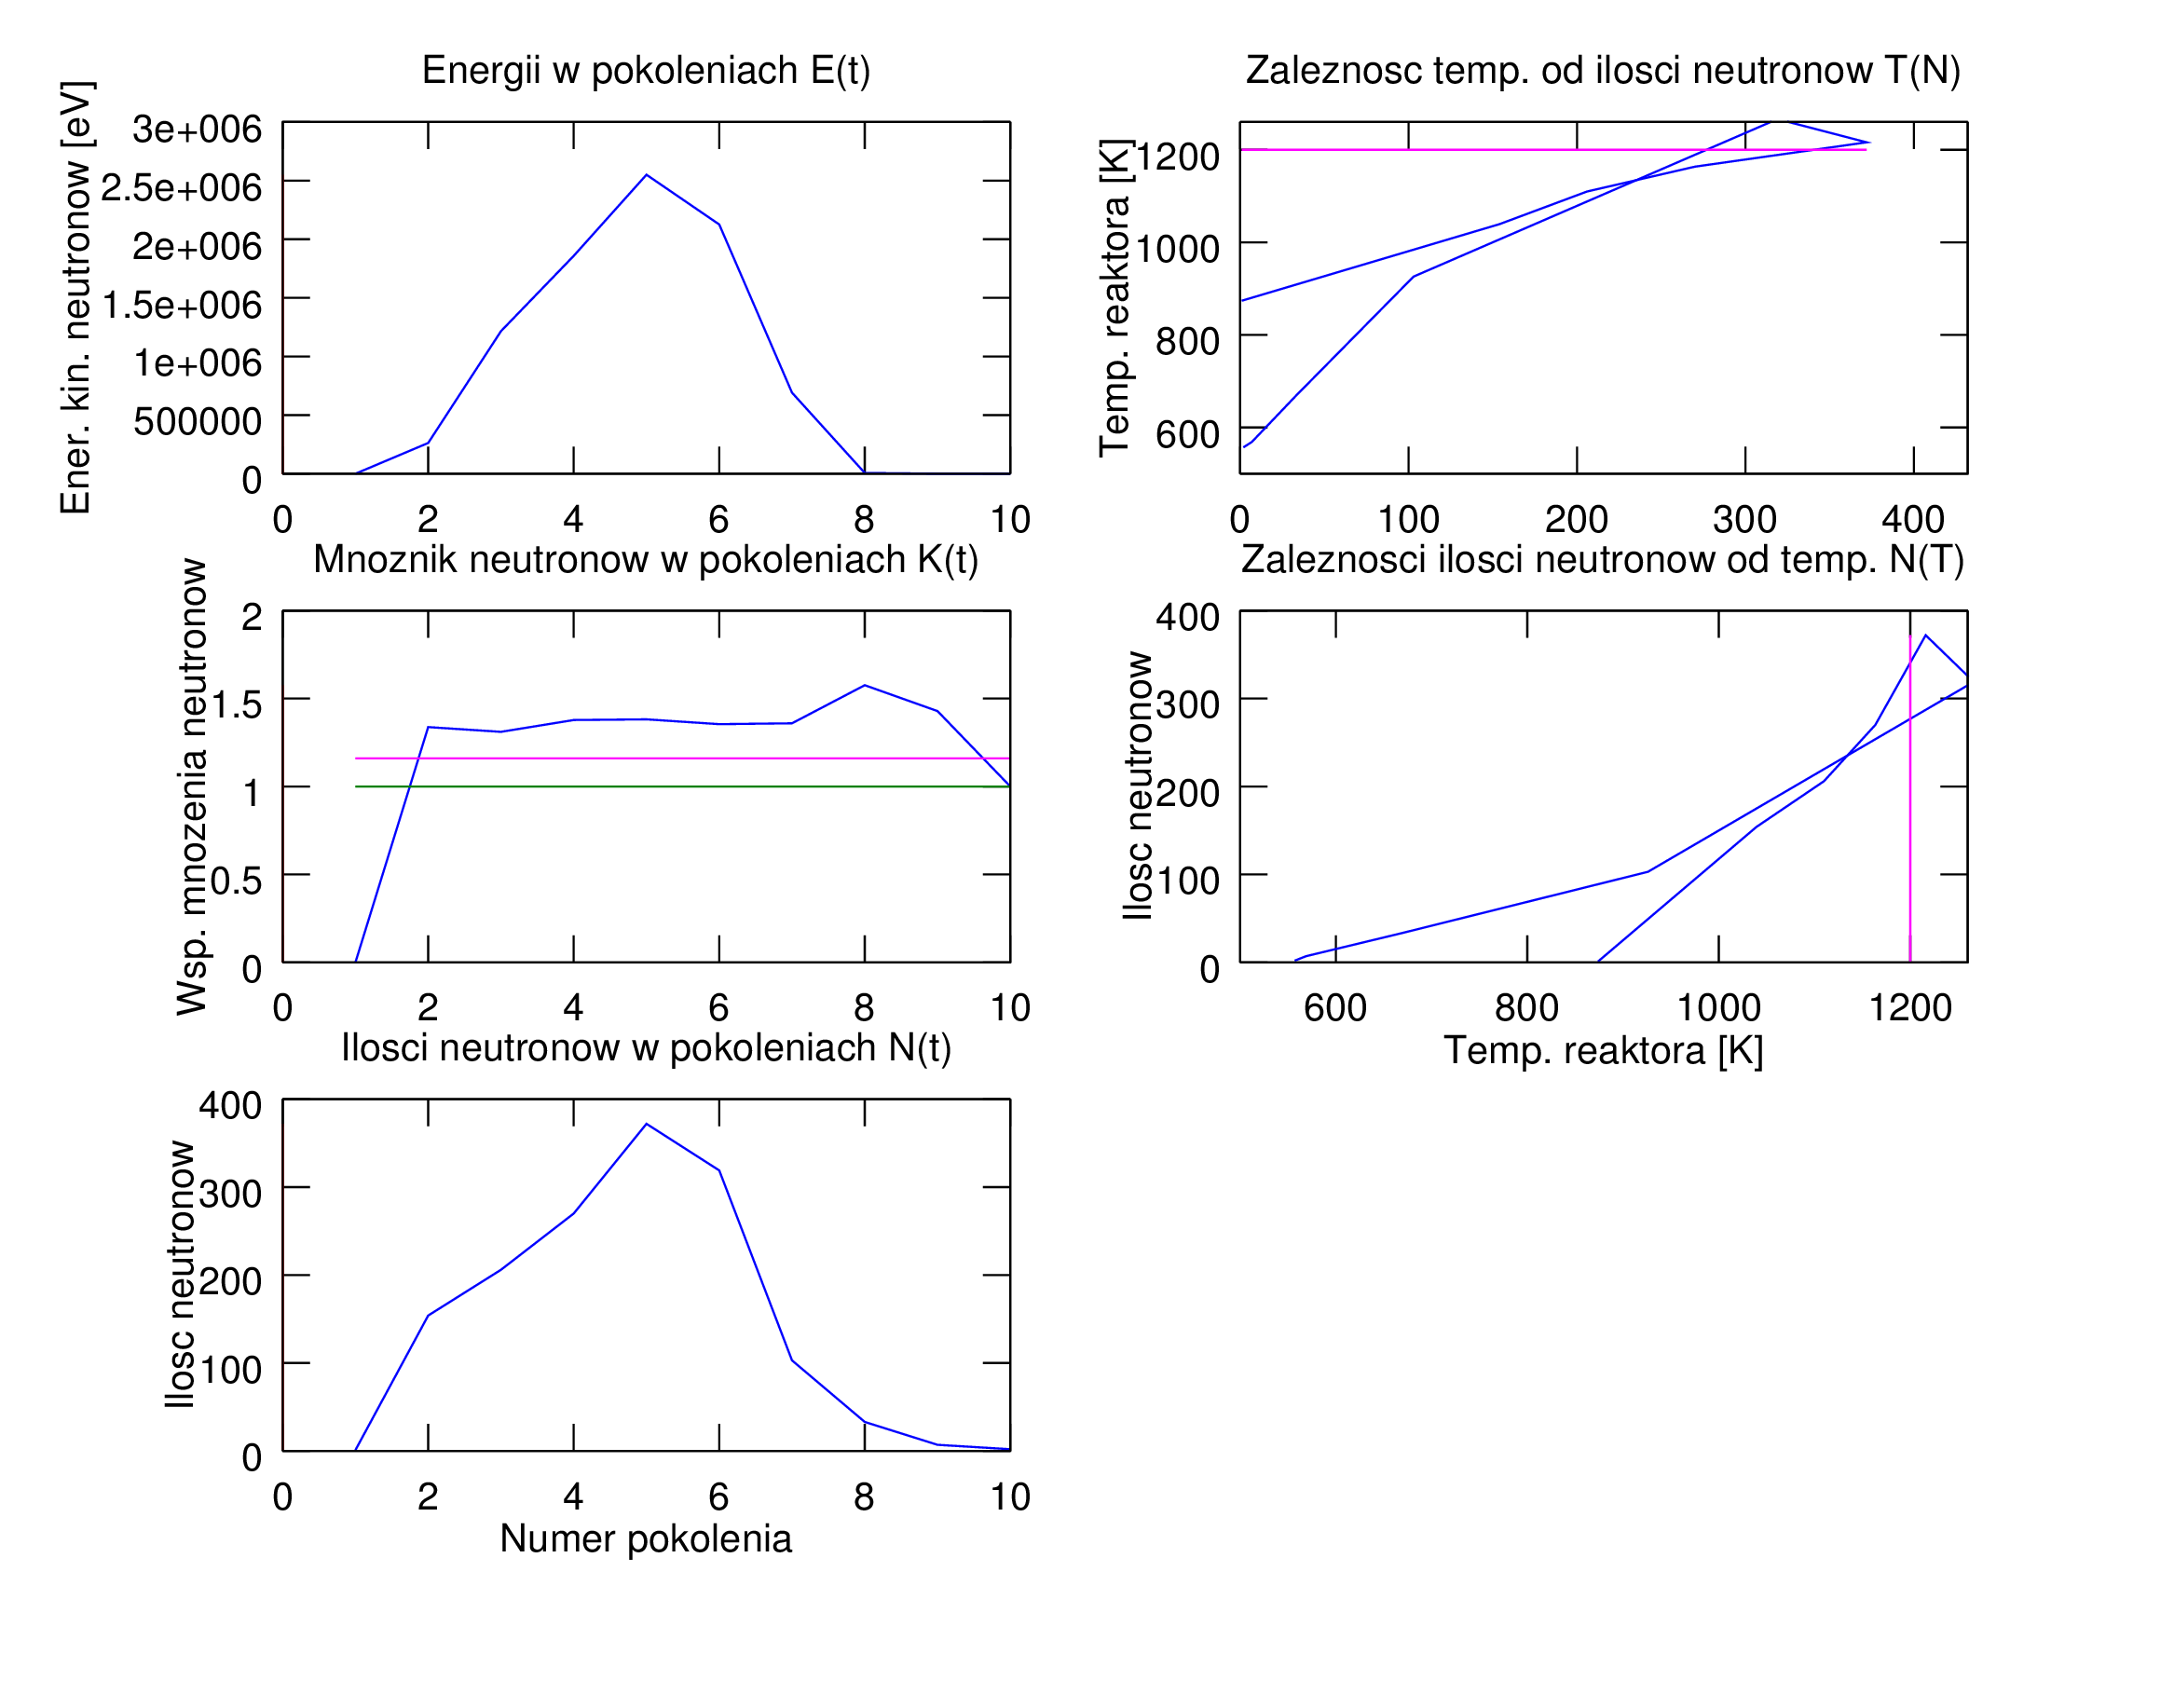 Energii w pokoleniach E(t)
Ener. kin. neutronow [eV]
3e+006
2.5e+006
2e+006
1.5e+006
1e+006
500000
0
0 2 4 6 8 10
Zaleznosc temp. od ilosci neutronow T(N)
Temp. reaktora [K]
1200
1000
800
600
0 100 200 300 400
Mnoznik neutronow w pokoleniach K(t)
Wsp. mnozenia neutronow
2
1.5
1
0.5
0
0 2 4 6 8 10
Zaleznosci ilosci neutronow od temp. N(T)
Ilosc neutronow
400
300
200
100
0
600 800 1000 1200
Temp. reaktora [K]
Ilosci neutronow w pokoleniach N(t)
Ilosc neutronow
400
300
200
100
0
0 2 4 6 8 10
Numer pokolenia